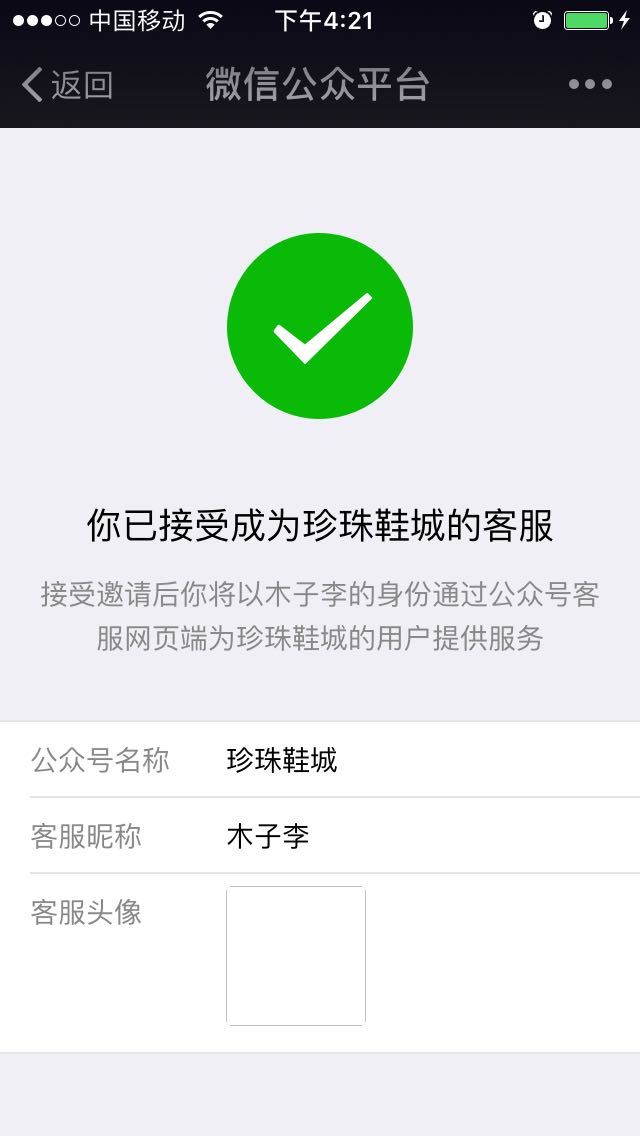 中国移动 下午4:21
返回 微信公众平台
你已接受成为珍珠鞋城的客服
接受邀请后你将以木子李的身份通过公众号客
服网页端为珍珠鞋城的用户提供服务
公众号名称 珍珠鞋城
客服昵称 木子李
客服头像